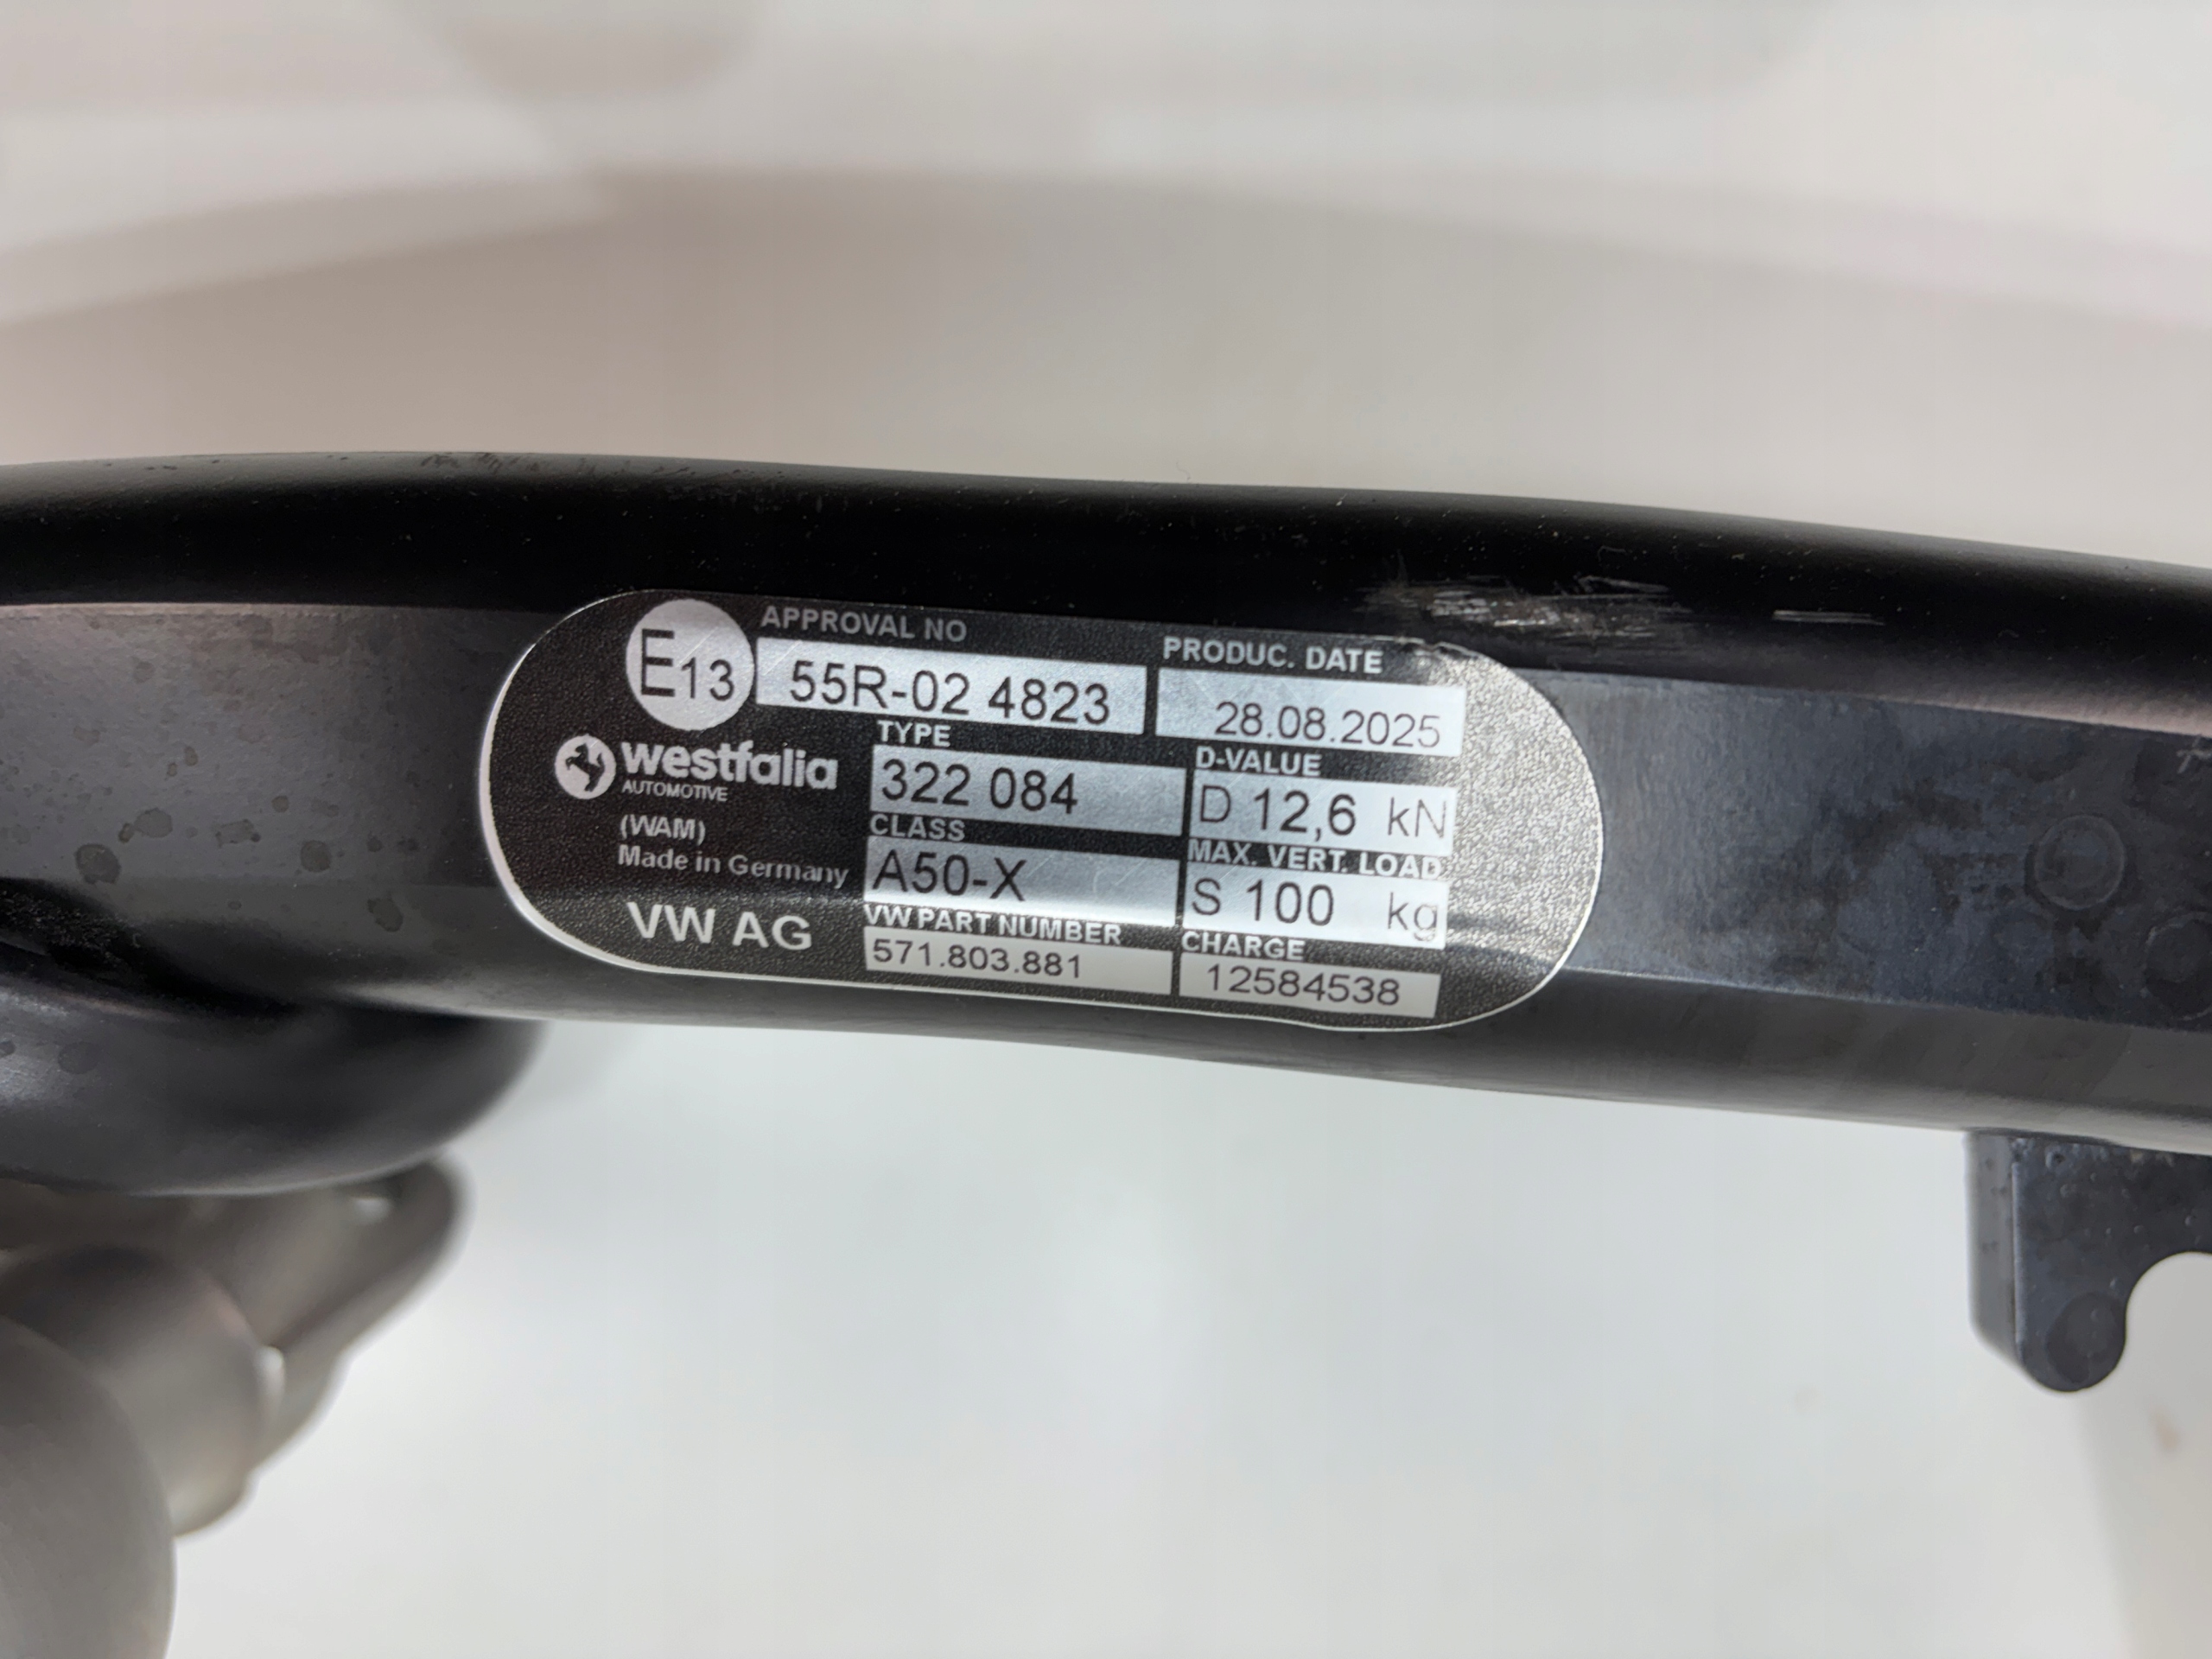 E13
APPROVAL NO
55R-02 4823
PRODUC. DATE
28.08.2025
westfalia
AUTOMOTIVE
(WAM)
Made in Germany
VW AG
TYPE
322 084
D-VALUE
D 12,6 kN
CLASS
A50-X
MAX. VERT. LOAD
S 100 kg
VW PART NUMBER
571.803.881
CHARGE
12584538